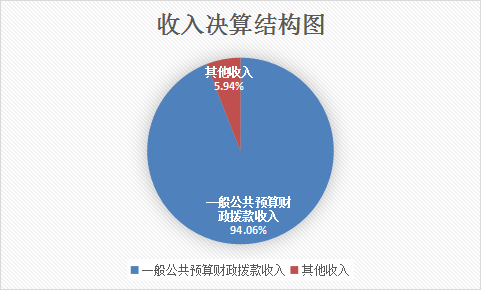 收入决算结构图
其他收入
5.94%
一般公共预算财
政拨款收入
94.06%
一般公共预算财政拨款收入
其他收入